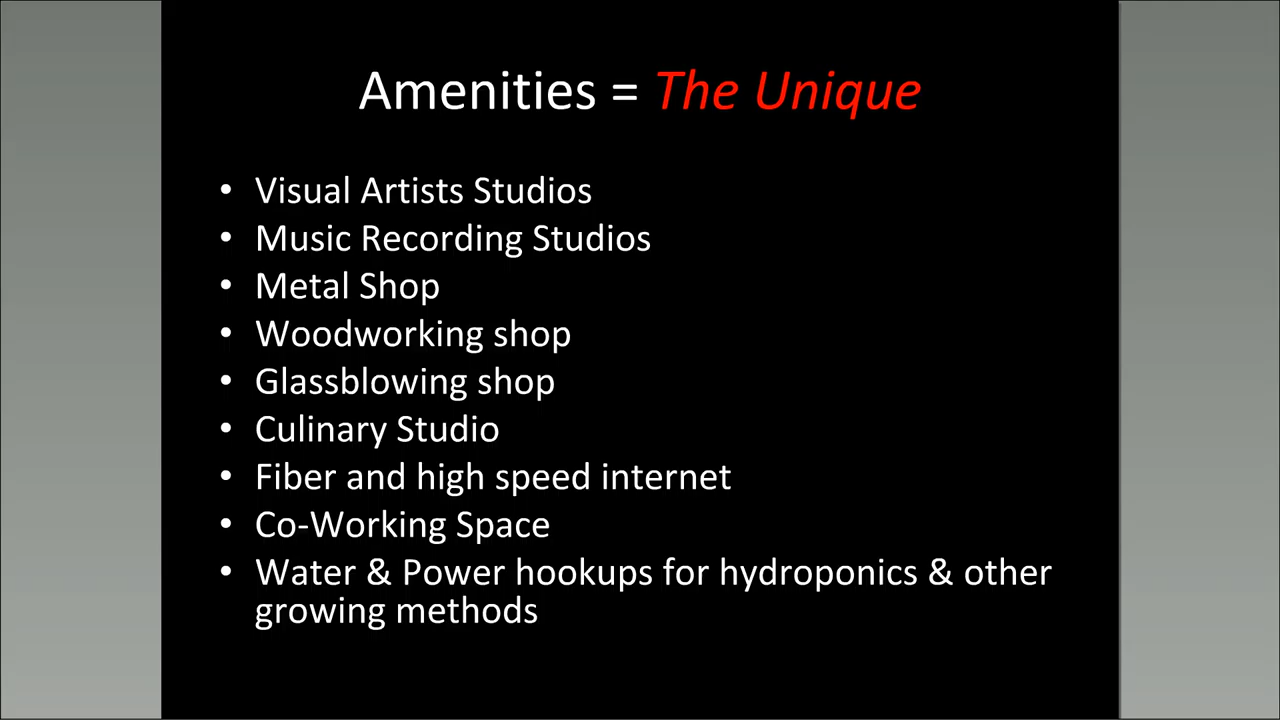 Amenities = The Unique
• Visual Artists Studios
• Music Recording Studios
• Metal Shop
• Woodworking shop
• Glassblowing shop
• Culinary Studio
• Fiber and high speed internet
• Co-Working Space
• Water & Power hookups for hydroponics & other
growing methods